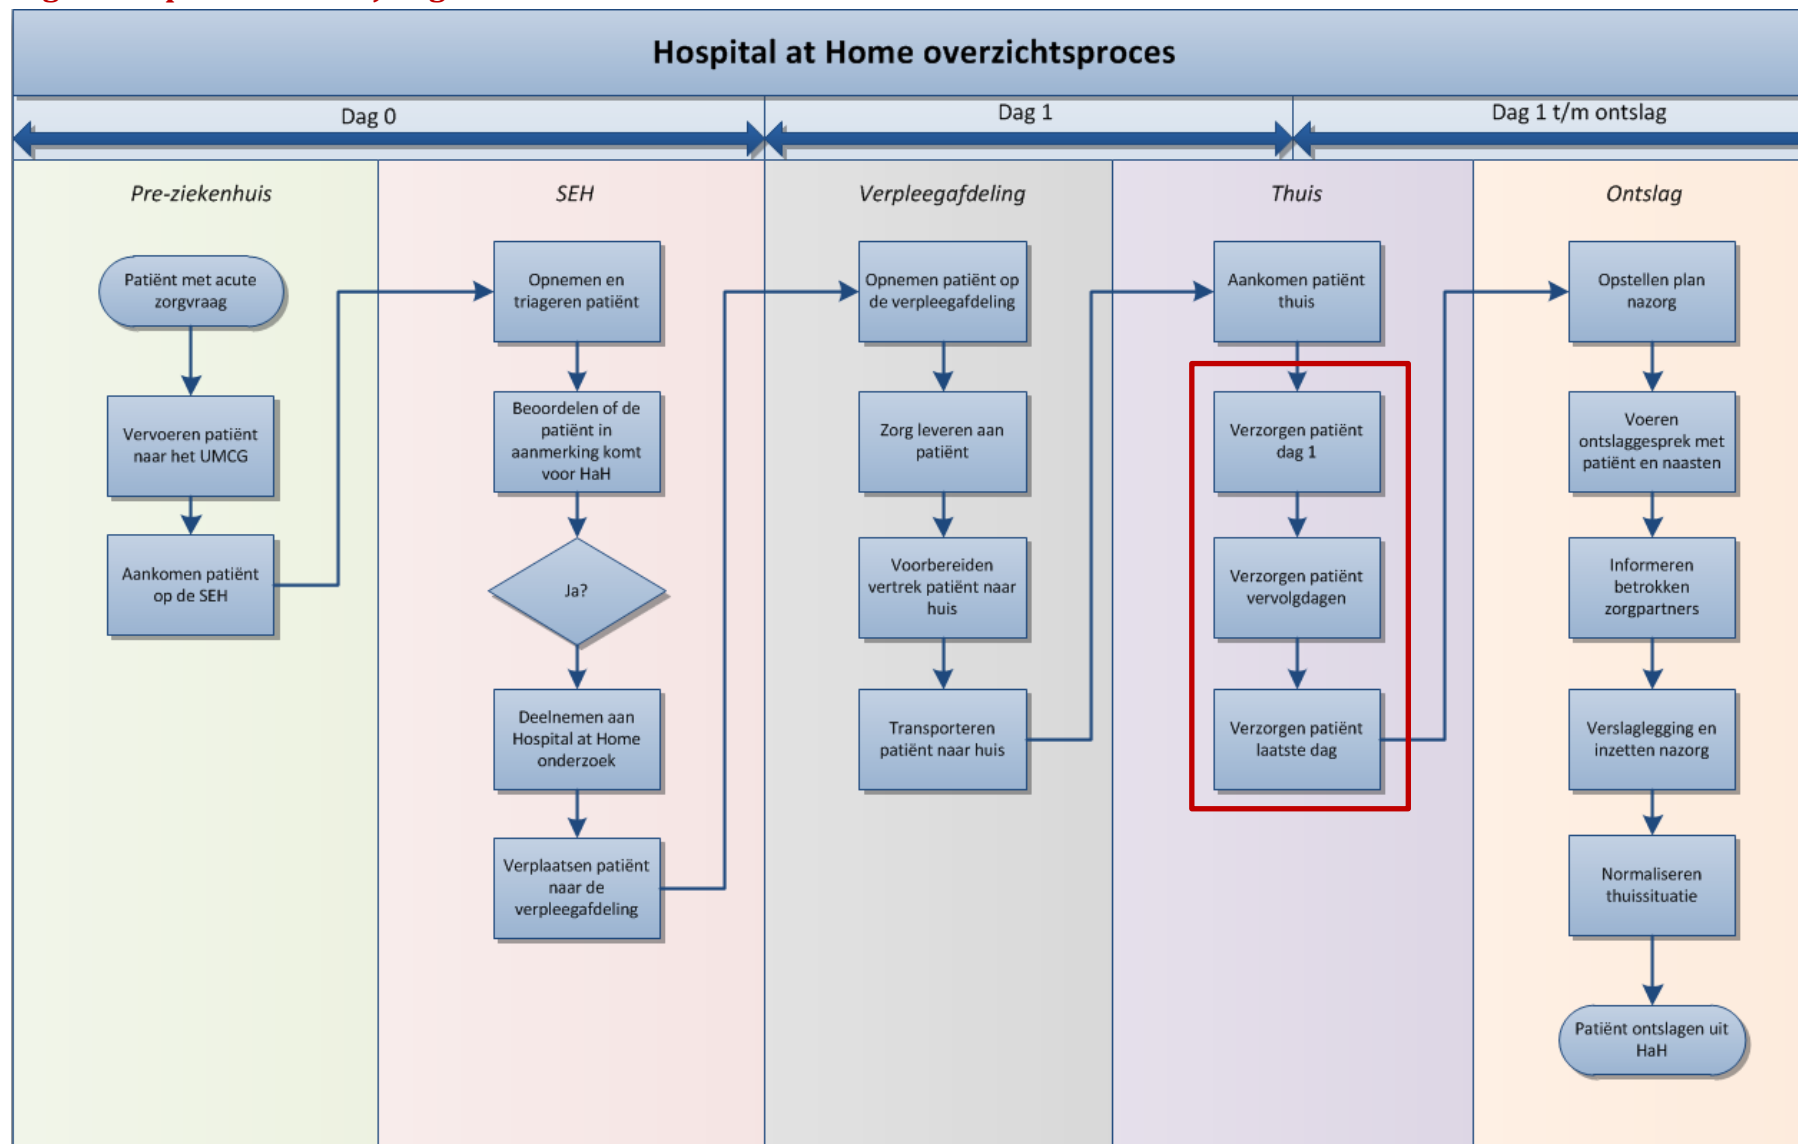 Hospital at Home overzichtsproces
Dag 0
Dag 1
Dag 1 t/m ontslag
Pre-ziekenhuis
SEH
Verpleegafdeling
Thuis
Ontslag
Patiënt met acute
zorgvraag
Vervoeren patiënt
naar het UMCG
Aankomen patiënt
op de SEH
Opnemen en
triageren patiënt
Beoordelen of de
patiënt in
aanmerking komt
voor HaH
Ja?
Deelnemen aan
Hospital at Home
onderzoek
Verplaatsen patiënt
naar de
verpleegafdeling
Opnemen patiënt op
de verpleegafdeling
Zorg leveren aan
patiënt
Voorbereiden
vertrek patiënt naar
huis
Transporteren
patiënt naar huis
Aankomen patiënt
thuis
Verzorgen patiënt
dag 1
Verzorgen patiënt
vervolgdagen
Verzorgen patiënt
laatste dag
Opstellen plan
nazorg
Voeren
ontslaggesprek met
patiënt en naasten
Informeren
betrokken
zorgpartners
Verslaglegging en
inzetten nazorg
Normaliseren
thuissituatie
Patiënt ontslagen uit
HaH